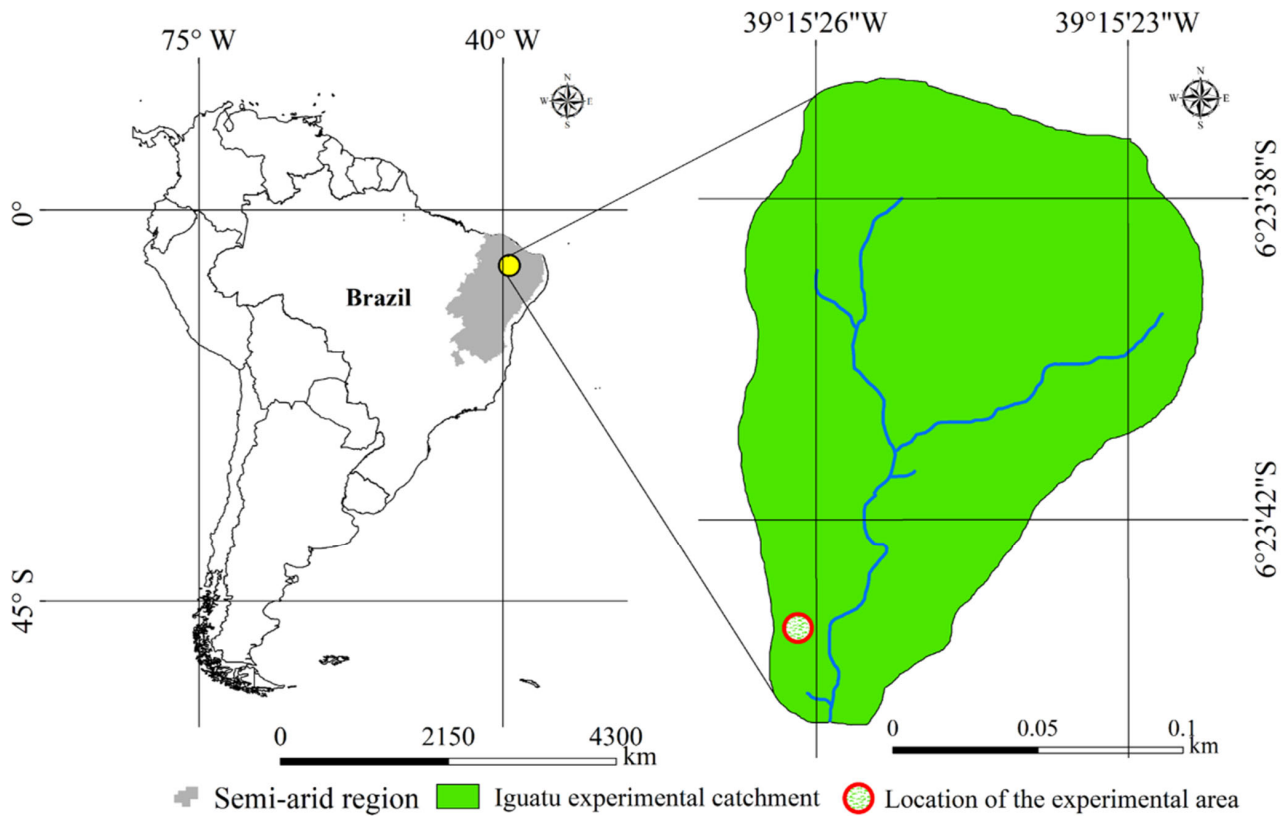 75° W
40° W
39°15'26"W
39°15'23"W
N
W E
S
N
W E
S
0°
6°23'38"S
Brazil
6°23'42"S
45° S
0 2150 4300
km
0 0.05 0.1
km
Semi-arid region
Iguatu experimental catchment
Location of the experimental area